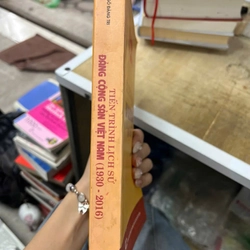 TIẾN TRÌNH LỊCH SỬ
ĐẢNG CỘNG SẢN VIỆT NAM (1930 - 2016)